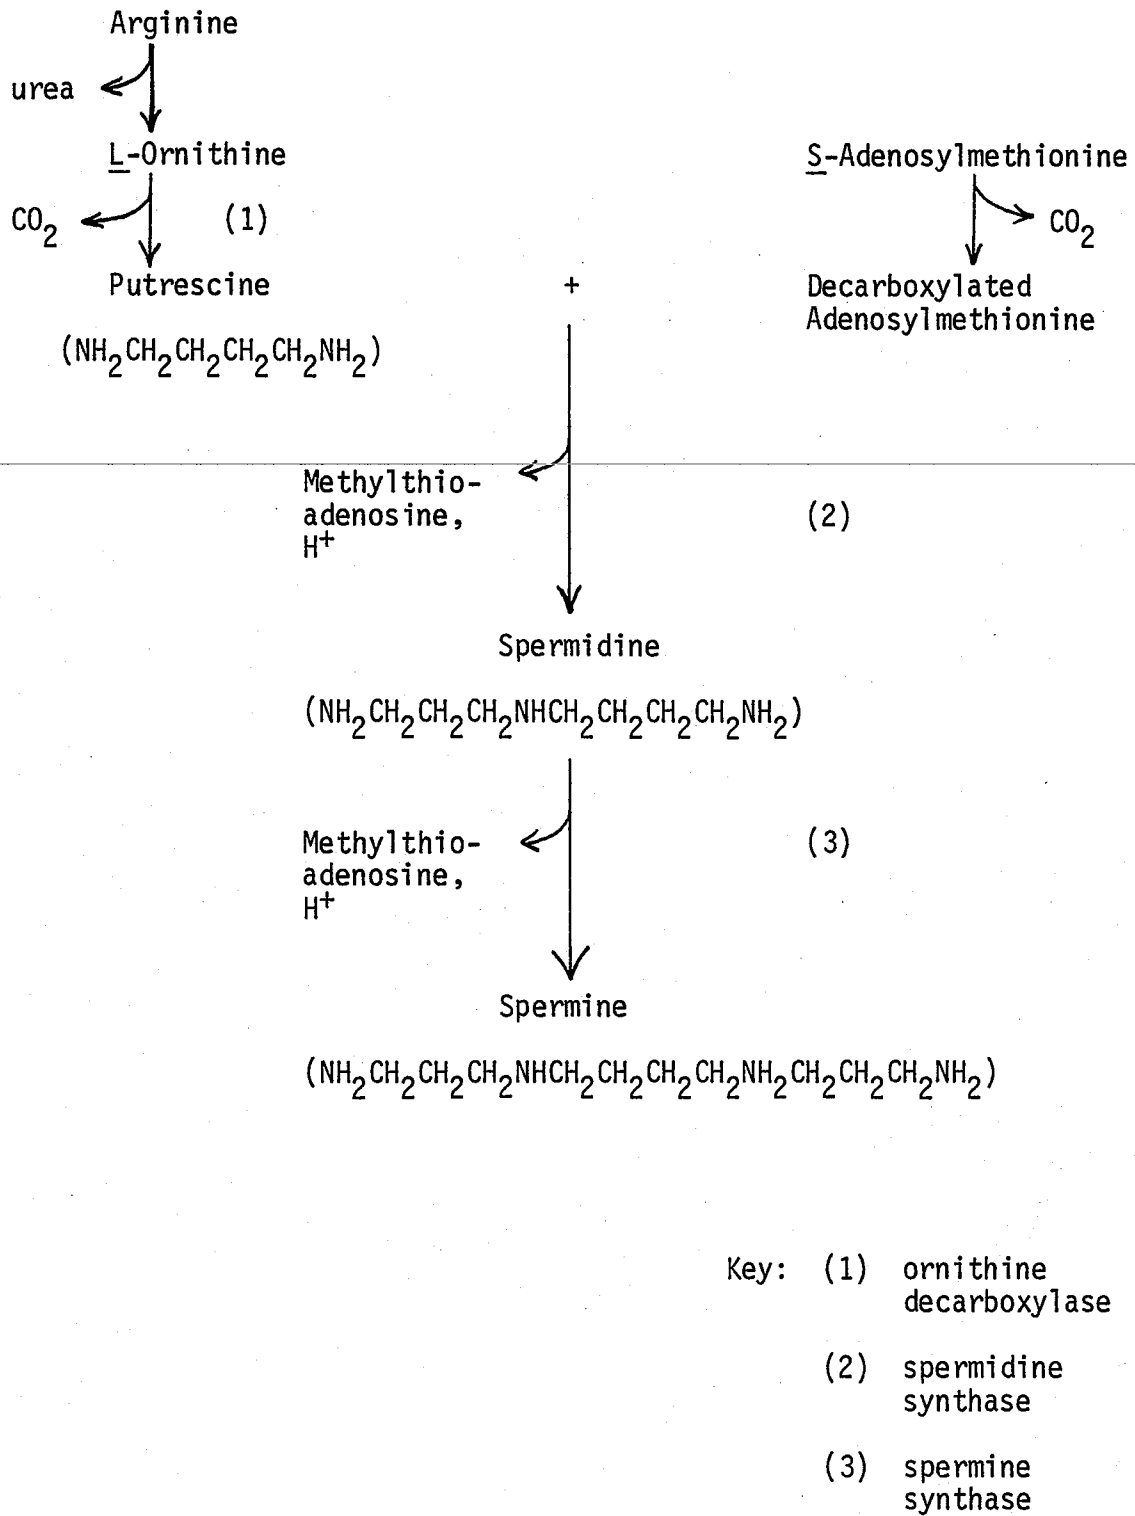 Arginine
urea
L-Ornithine
S-Adenosylmethionine
CO2
(1)
CO2
Putrescine
+
Decarboxylated
Adenosylmethionine
(NH2CH2CH2CH2CH2NH2)
Methylthio-
adenosine,
H+
(2)
Spermidine
(NH2CH2CH2CH2NHCH2CH2CH2CH2NH2)
Methylthio-
adenosine,
H+
(3)
Spermine
(NH2CH2CH2CH2NHCH2CH2CH2CH2NH2CH2CH2CH2NH2)
Key: (1) ornithine
decarboxylase
(2) spermidine
synthase
(3) spermine
synthase